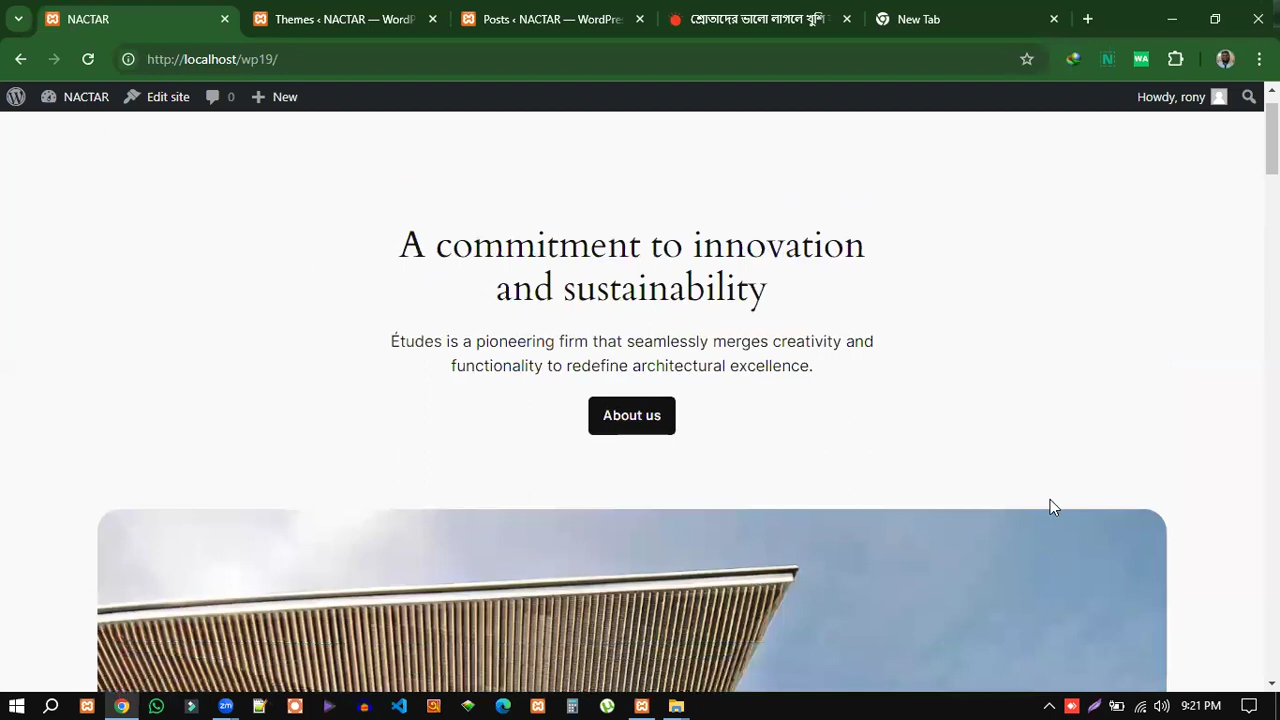 NACTAR
Themes ‹ NACTAR — WordP
Posts ‹ NACTAR — WordPre
শ্রোতাদের ভালো লাগলে খুশি
New Tab
http://localhost/wp19/
N
WA
NACTAR
Edit site
0
New
Howdy, rony
A commitment to innovation
and sustainability
Études is a pioneering firm that seamlessly merges creativity and
functionality to redefine architectural excellence.
About us
9:21 PM